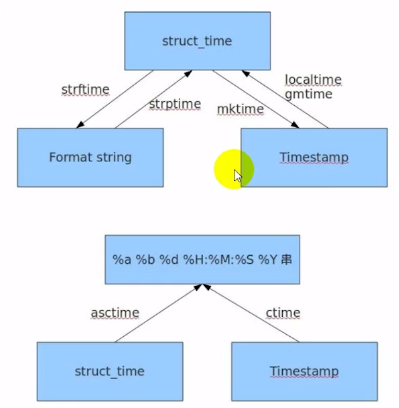 struct_time
strftime
strptime
mktime
localtime
gmtime
Format string
Timestamp
%a %b %d %H:%M:%S %Y 串
asctime
ctime
struct_time
Timestamp